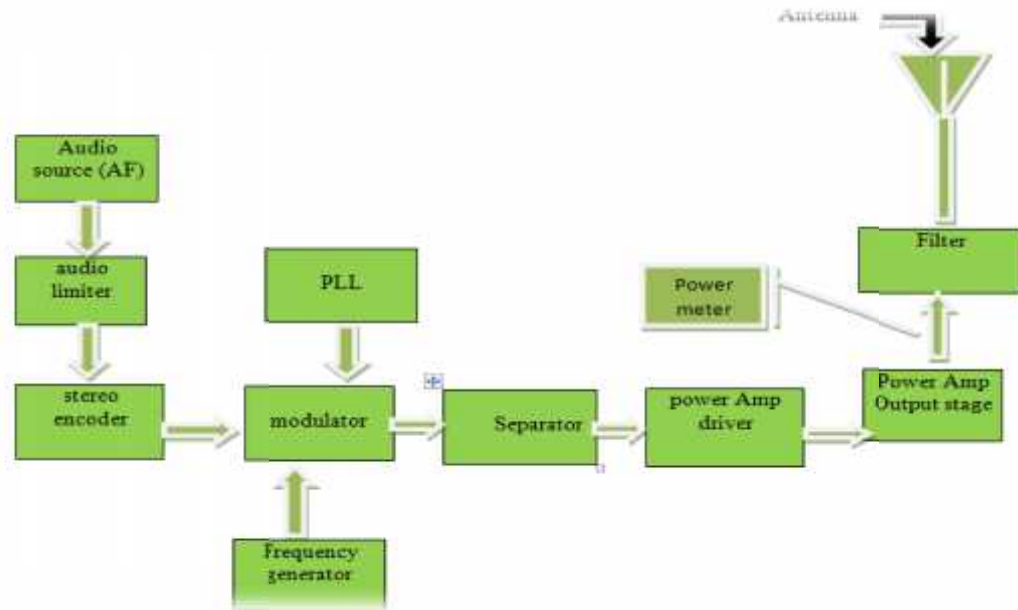 Antenna
Audio
source (AF)
audio
limiter
stereo
encoder
PLL
modulator
Frequency
generator
Separator
power Amp
driver
Power Amp
Output stage
Power
meter
Filter